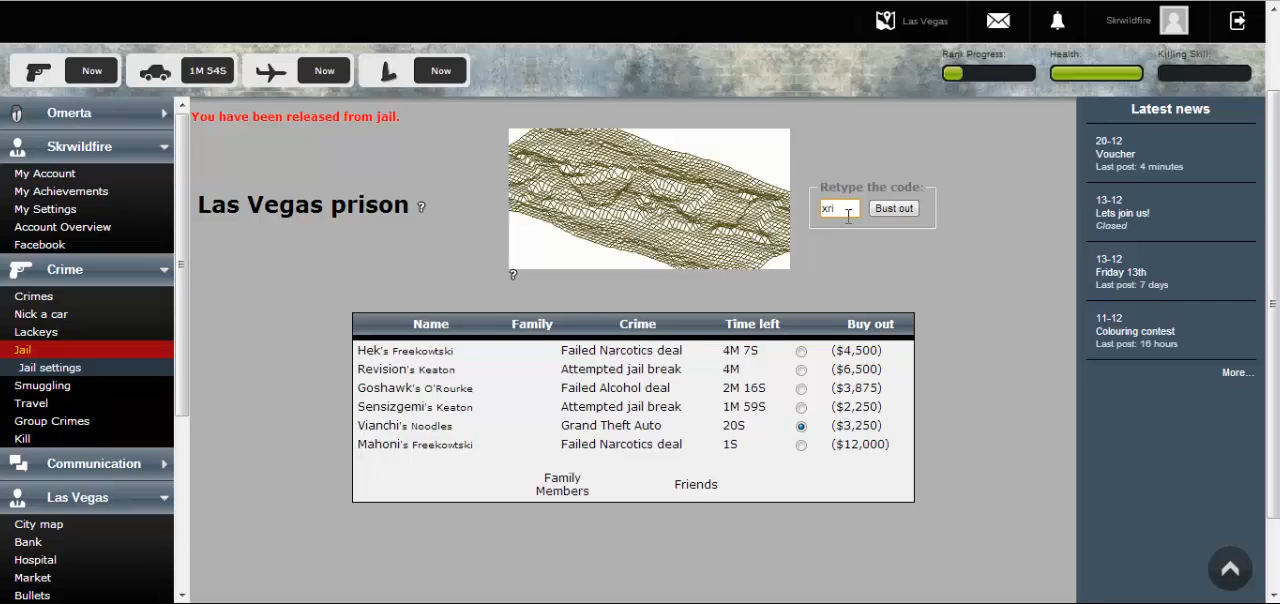 Las Vegas
Skrwildfire
Now
1M 54S
Now
Now
Rank Progress:
Health:
Killing Skill:
Omerta
Skrwildfire
My Account
My Achievements
My Settings
Account Overview
Facebook
Crime
Crimes
Nick a car
Lackeys
Jail
Jail settings
Smuggling
Travel
Group Crimes
Kill
Communication
Las Vegas
City map
Bank
Hospital
Market
Bullets
You have been released from jail.
Las Vegas prison ?
?
Retype the code:
xri
Bust out
Name Family Crime Time left Buy out
Hek's Freekowtski Failed Narcotics deal 4M 7S ($4,500)
Revision's Keaton Attempted jail break 4M ($6,500)
Goshawk's O'Rourke Failed Alcohol deal 2M 16S ($3,875)
Sensizgemi's Keaton Attempted jail break 1M 59S ($2,250)
Vianchi's Noodles Grand Theft Auto 20S ($3,250)
Mahoni's Freekowtski Failed Narcotics deal 1S ($12,000)
Family
Members
Friends
Latest news
20-12
Voucher
Last post: 4 minutes
13-12
Lets join us!
Closed
13-12
Friday 13th
Last post: 7 days
11-12
Colouring contest
Last post: 16 hours
More...